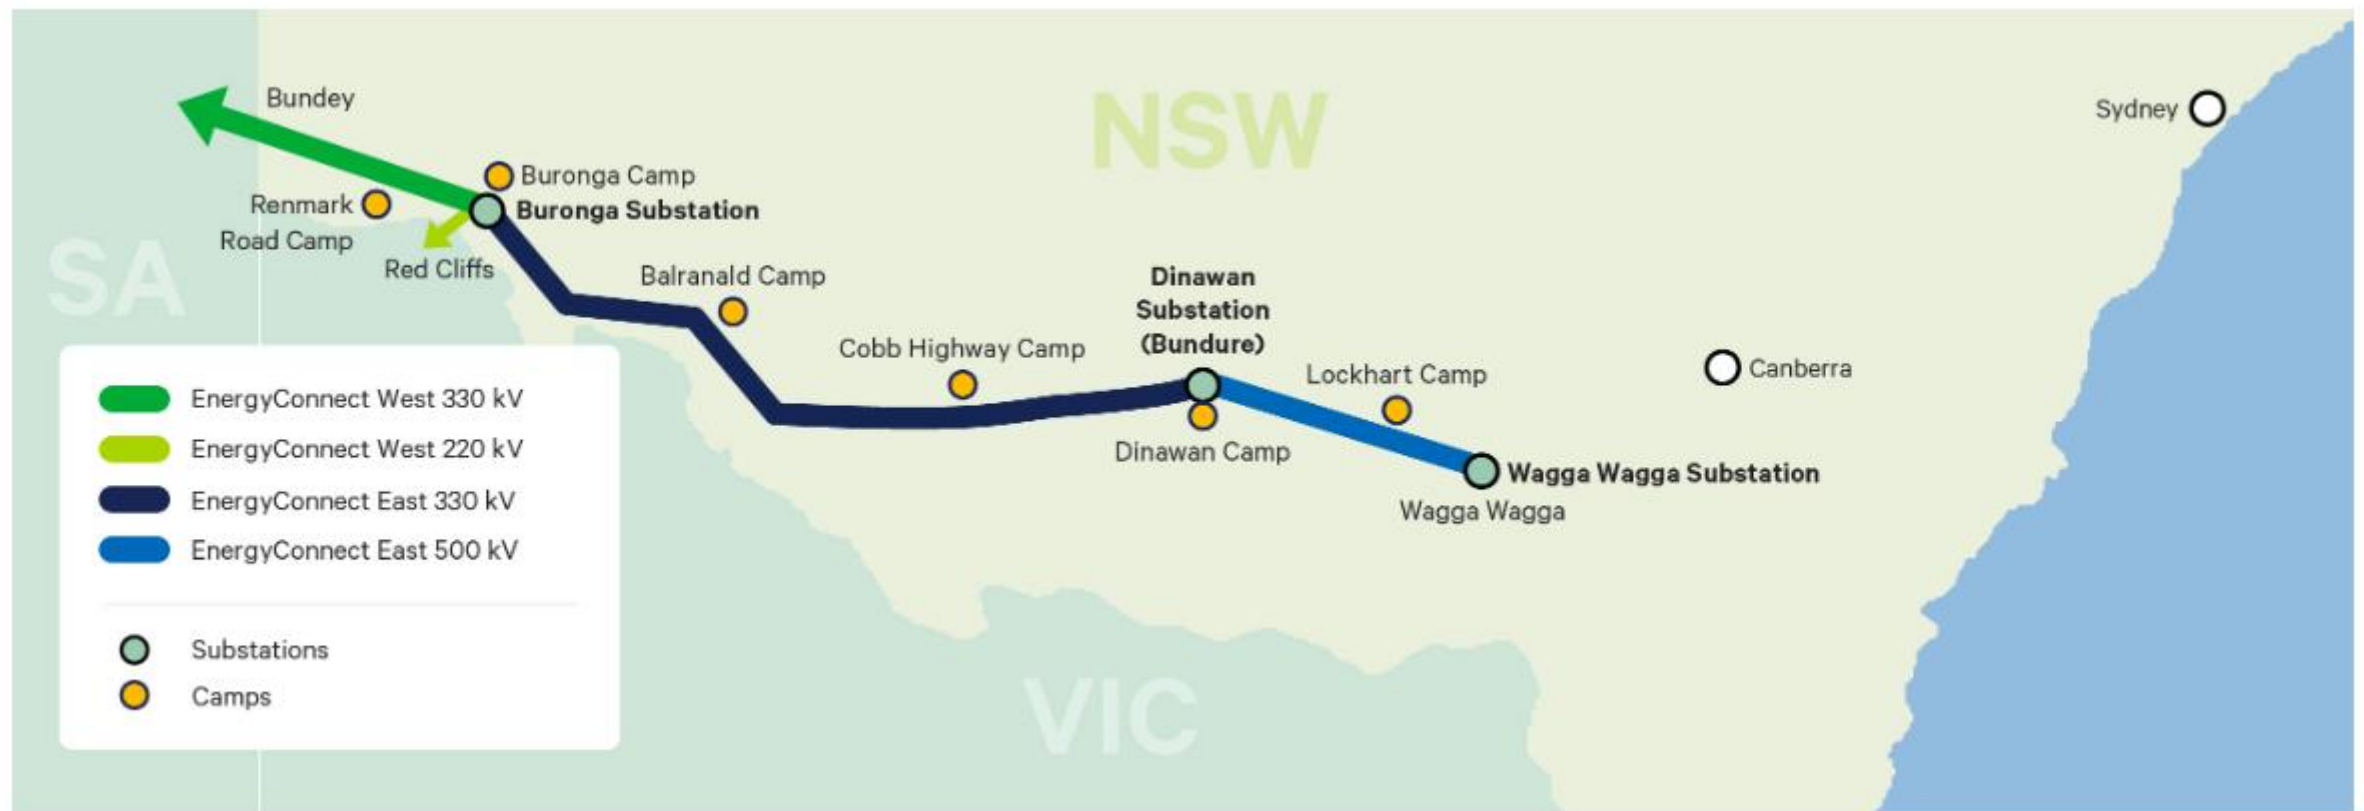 NSW
Sydney
Bundey
Buronga Camp
Buronga Substation
Renmark
Road Camp
SA
Red Cliffs
Balranald Camp
Dinawan
Substation
(Bundure)
Cobb Highway Camp
Lockhart Camp
Canberra
Dinawan Camp
Wagga Wagga Substation
Wagga Wagga
EnergyConnect West 330 kV
EnergyConnect West 220 kV
EnergyConnect East 330 kV
EnergyConnect East 500 kV
Substations
Camps
VIC